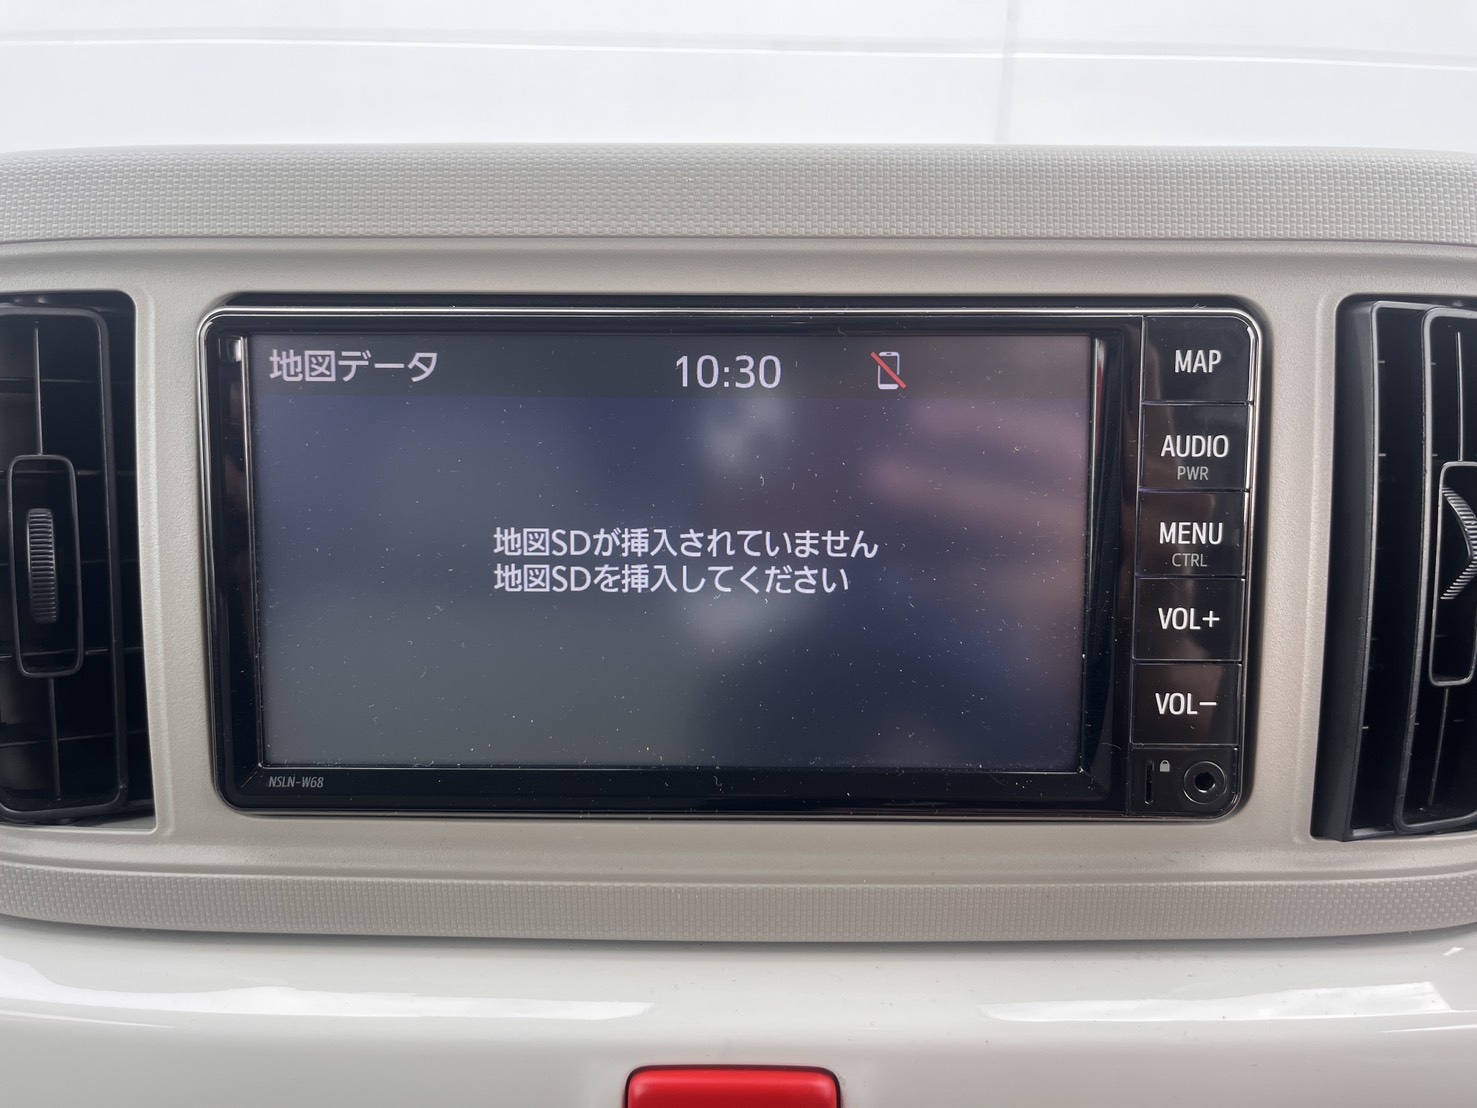 地図データ
10:30
地図SDが挿入されていません
地図SDを挿入してください
MAP
AUDIO
PWR
MENU
CTRL
VOL+
VOL−
NSLN-W68